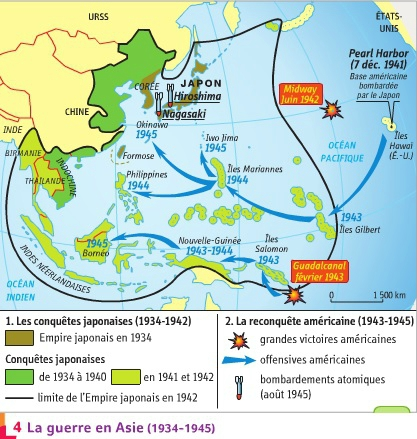 URSS
ÉTATS-
UNIS
Pearl Harbor
(7 déc. 1941)
Base américaine
bombardée
par le Japon
CORÉE
JAPON
Midway
Juin 1942
Hiroshima
CHINE
Nagasaki
Okinawa
1945
Iwo Jima
1945
INDE
OCÉAN
PACIFIQUE
Îles
Hawaï
(É.-U.)
BIRMANIE
Formose
INDOCHINE
THAÏLANDE
Philippines
1944
Îles Mariannes
1944
1943
Îles Gilbert
1945
Bornéo
Nouvelle-Guinée
1943-1944
Îles
Salomon
1943
INDES NÉERLANDAISES
Guadalcanal
février 1943
OCÉAN
INDIEN
0 1 500 km
1. Les conquêtes japonaises (1934-1942)
Empire japonais en 1934
Conquêtes japonaises
de 1934 à 1940
en 1941 et 1942
limite de l'Empire japonais en 1942
2. La reconquête américaine (1943-1945)
grandes victoires américaines
offensives américaines
bombardements atomiques
(août 1945)
4 La guerre en Asie (1934-1945)